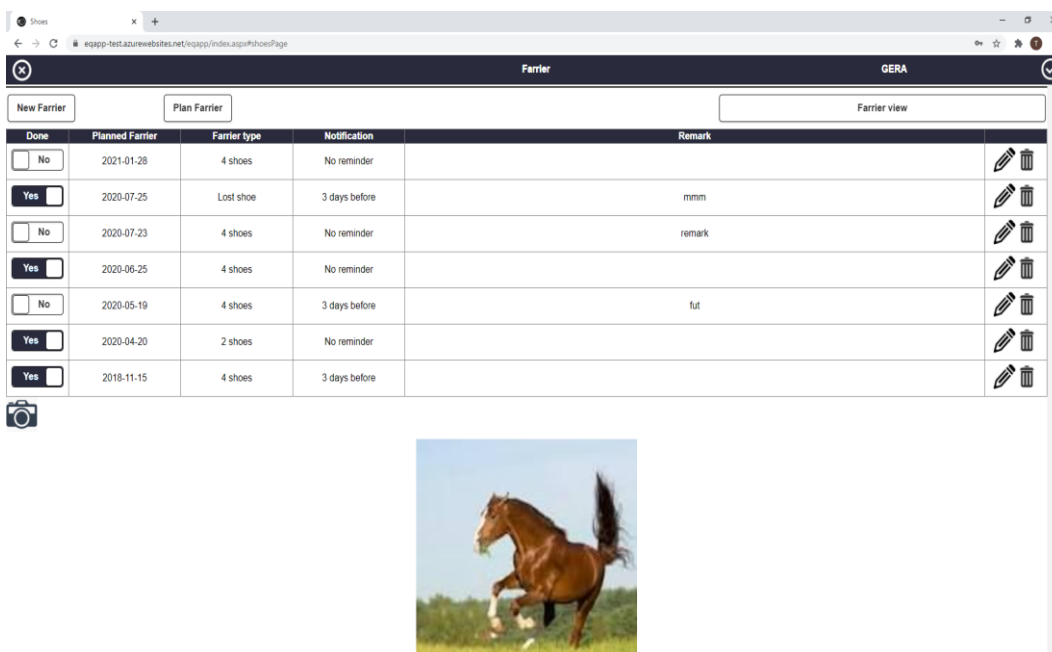 Shoes
eqapp-test.azurewebsites.net/eqapp/index.aspx#shoesPage
T
Farrier GERA
New Farrier Plan Farrier Farrier view
Done Planned Farrier Farrier type Notification Remark
No 2021-01-28 4 shoes No reminder
Yes 2020-07-25 Lost shoe 3 days before mmm
No 2020-07-23 4 shoes No reminder remark
Yes 2020-06-25 4 shoes No reminder
No 2020-05-19 4 shoes 3 days before fut
Yes 2020-04-20 2 shoes No reminder
Yes 2018-11-15 4 shoes 3 days before